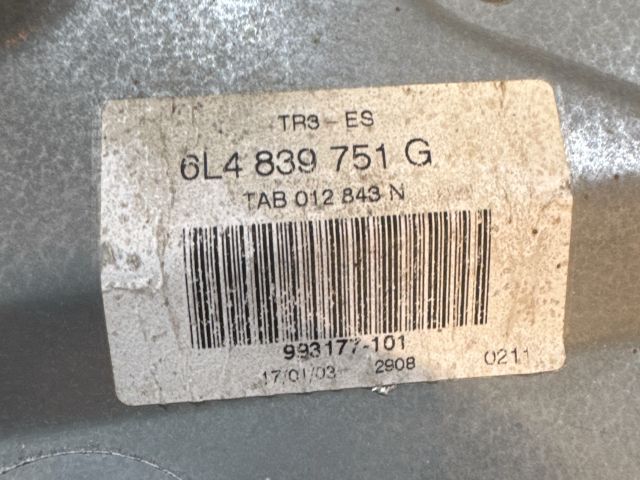 TR3-ES
6L4 839 751 G
TAB 012 843 N
993177-101
17/01/03 2908 0211